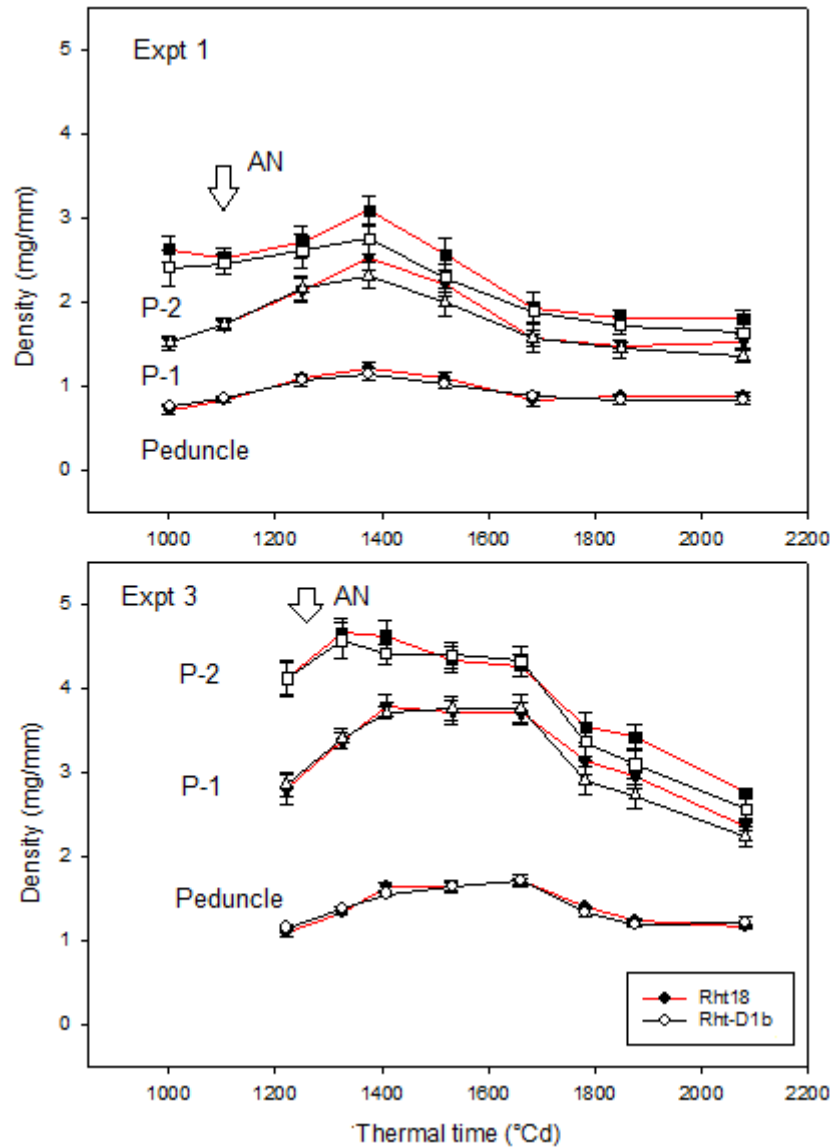 Expt 1
5
4
AN
3
P-2
2
P-1
1
Peduncle
0
Density (mg/mm)
1000 1200 1400 1600 1800 2000 2200
Expt 3
5
AN
P-2
4
P-1
3
2
Peduncle
1
0
Density (mg/mm)
Rht18
Rht-D1b
1000 1200 1400 1600 1800 2000 2200
Thermal time (°Cd)